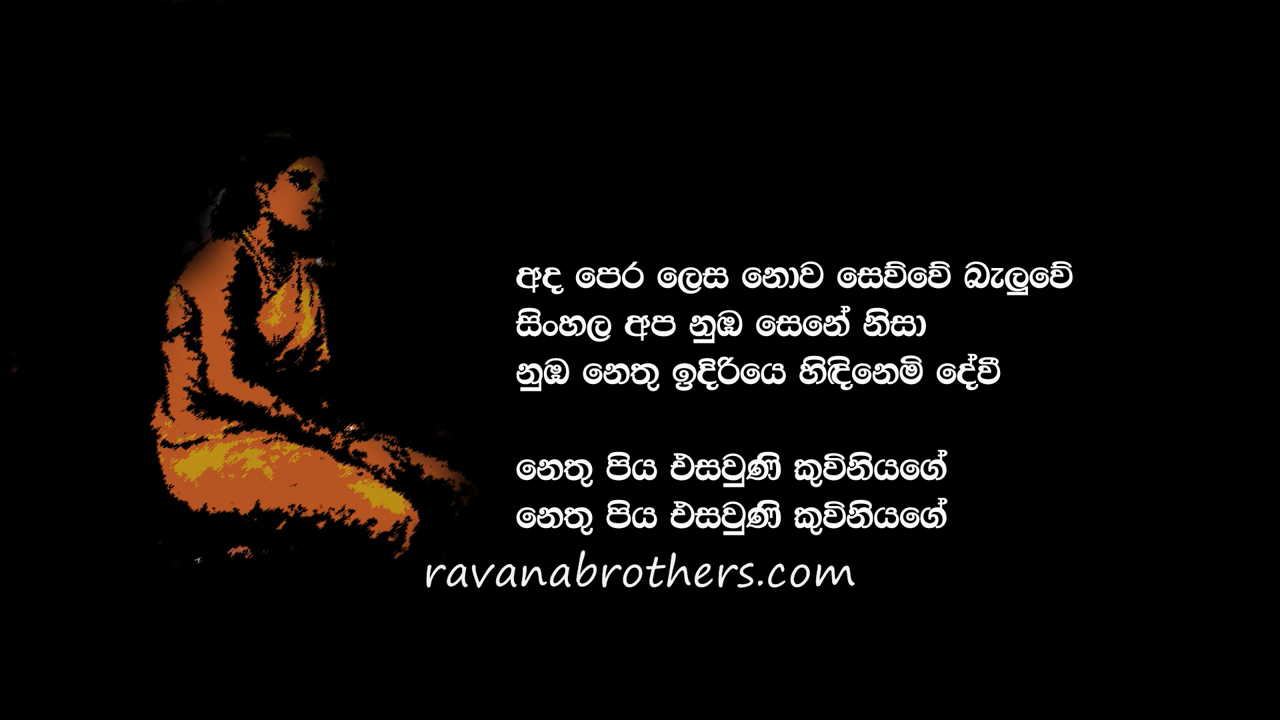 අද පෙර ලෙස නොව සෙව්වේ බැලුවේ
සිංහල අප නුඹ සෙනේ නිසා
නුඹ නෙතු ඉදිරියෙ හිඳිනෙමි දේවී
නෙතු පිය එසවුණි කුවිනියගේ
නෙතු පිය එසවුණි කුවිනියගේ
ravanabrothers.com